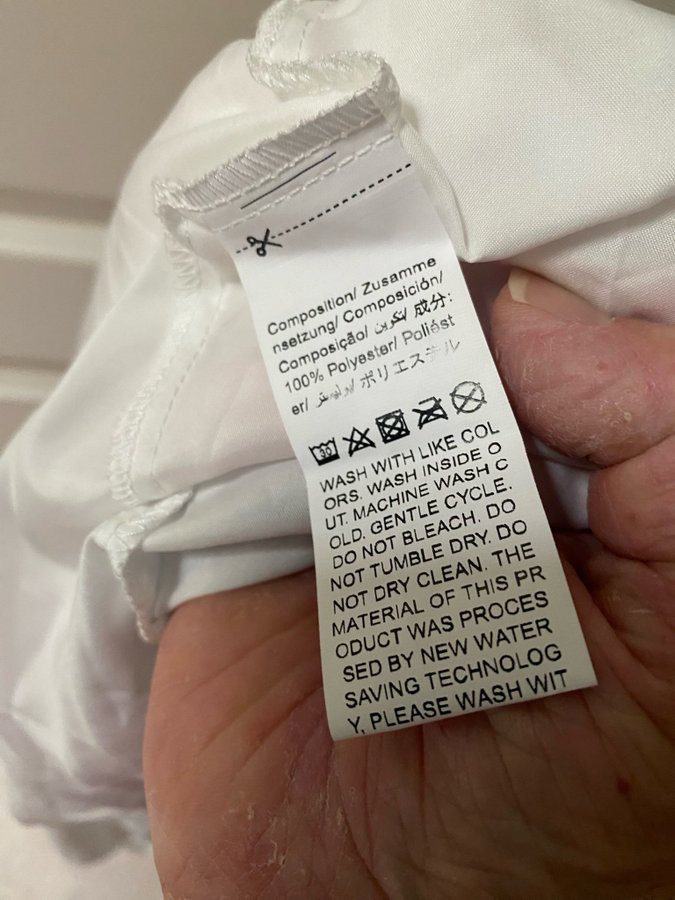 Composition/ Zusamme
nsetzung/ Composición/
Composição/ تكوين/ 成分:
100% Polyester/ Poliést
er/ بوليستر/ ポリエステル
30
WASH WITH LIKE COL
ORS. WASH INSIDE O
UT. MACHINE WASH C
OLD. GENTLE CYCLE.
DO NOT BLEACH. DO
NOT TUMBLE DRY. DO
NOT DRY CLEAN. THE
MATERIAL OF THIS PR
ODUCT WAS PROCES
SED BY NEW WATER
SAVING TECHNOLOG
Y, PLEASE WASH WIT